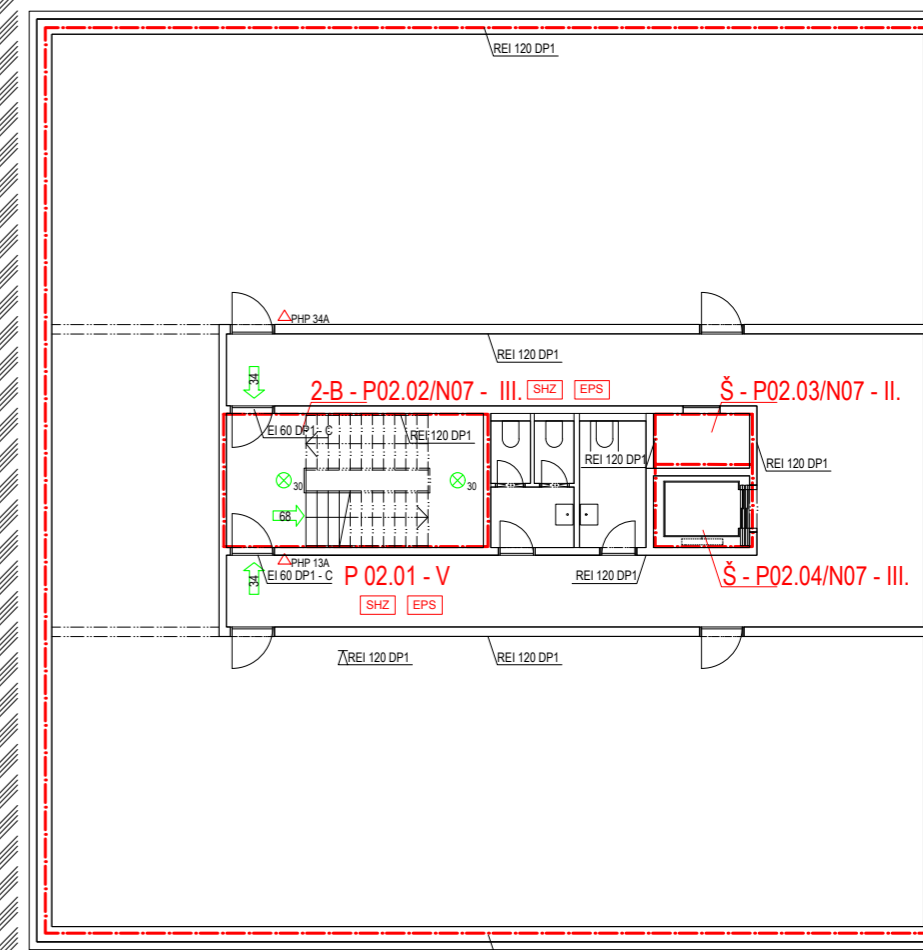 REI 120 DP1
PHP 34A
REI 120 DP1
34
2-B - P02.02/N07 - III. SHZ EPS Š - P02.03/N07 - II.
EI 60 DP1 - C REI 120 DP1
REI 120 DP1 REI 120 DP1
30 30
68
PHP 13A
34 EI 60 DP1 - C P 02.01 - V REI 120 DP1 Š - P02.04/N07 - III.
SHZ EPS
REI 120 DP1 REI 120 DP1